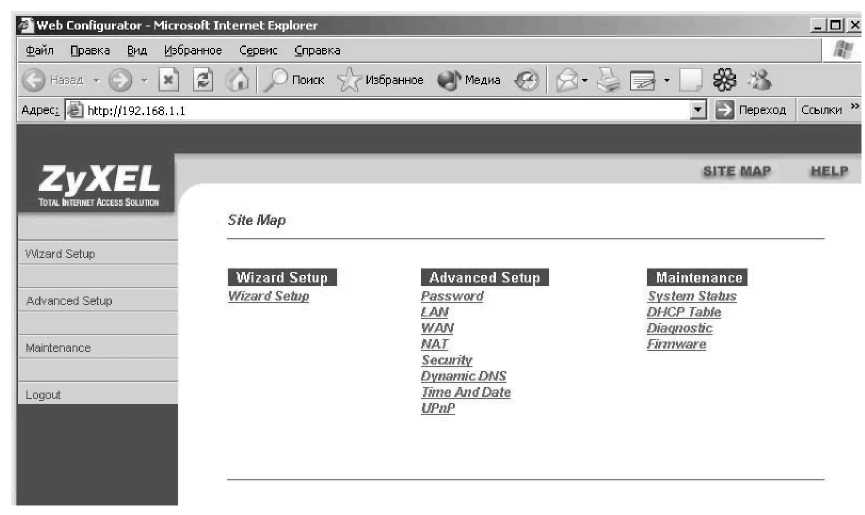 Web Configurator - Microsoft Internet Explorer
Файл Правка Вид Избранное Сервис Справка
Назад Поиск Избранное Медиа
Адрес: http://192.168.1.1 Переход Ссылки »
ZyXEL
TOTAL INTERNET ACCESS SOLUTION
SITE MAP HELP
Site Map
Wizard Setup
Advanced Setup
Maintenance
Logout
Wizard Setup
Wizard Setup
Advanced Setup
Password
LAN
WAN
NAT
Security
Dynamic DNS
Time And Date
UPnP
Maintenance
System Status
DHCP Table
Diagnostic
Firmware